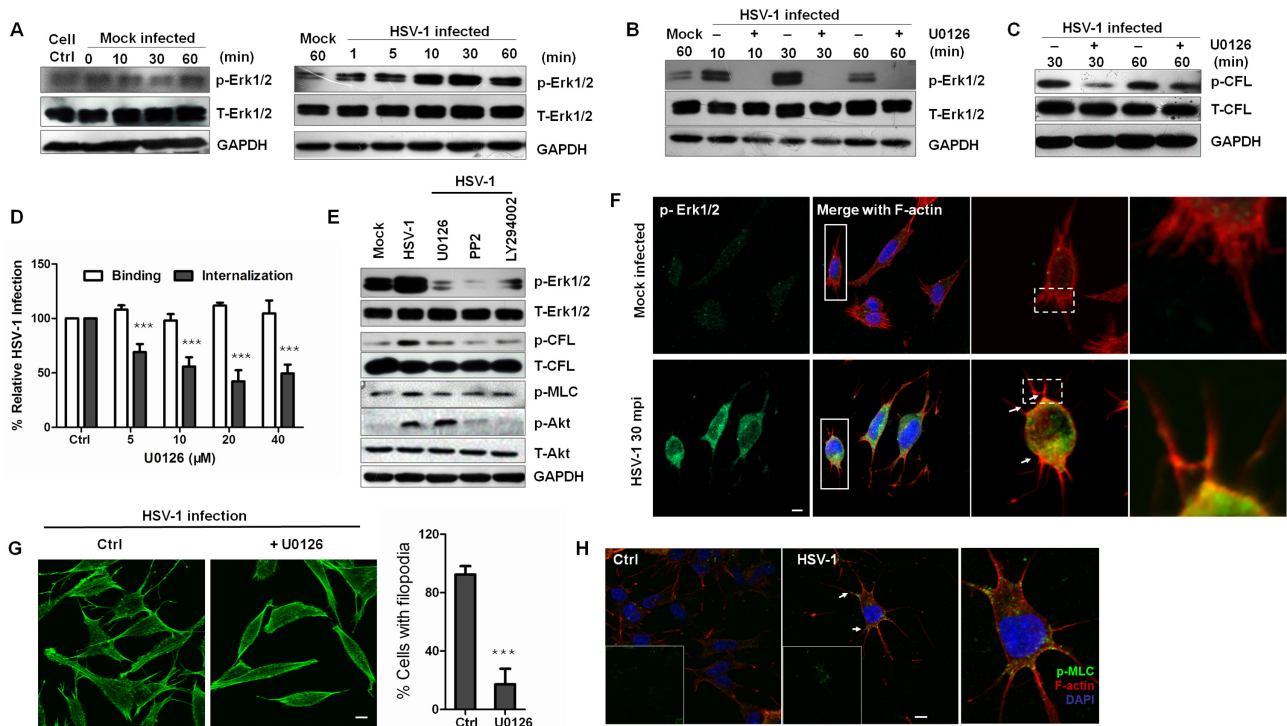 A
Cell Ctrl
Mock infected
0 10 30 60 (min)
p-Erk1/2
T-Erk1/2
GAPDH
Mock
HSV-1 infected
60 1 5 10 30 60 (min)
p-Erk1/2
T-Erk1/2
GAPDH
B
HSV-1 infected
Mock – + – + – + U0126
60 10 10 30 30 60 60 (min)
p-Erk1/2
T-Erk1/2
GAPDH
C
HSV-1 infected
– + – + U0126
30 30 60 60 (min)
p-CFL
T-CFL
GAPDH
D
% Relative HSV-1 Infection
150
100
50
0
Binding
Internalization
***
***
***
***
Ctrl 5 10 20 40
U0126 (µM)
E
HSV-1
Mock
HSV-1
U0126
PP2
LY294002
p-Erk1/2
T-Erk1/2
p-CFL
T-CFL
p-MLC
p-Akt
T-Akt
GAPDH
F
p- Erk1/2
Merge with F-actin
Mock infected
HSV-1 30 mpi
G
HSV-1 infection
Ctrl
+ U0126
% Cells with filopodia
120
80
40
0
***
Ctrl U0126
H
Ctrl
HSV-1
p-MLC
F-actin
DAPI